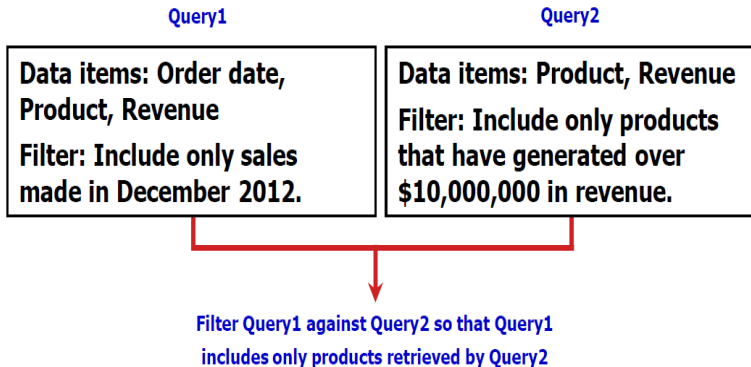 Query1
Query2
Data items: Order date,
Product, Revenue
Filter: Include only sales
made in December 2012.
Data items: Product, Revenue
Filter: Include only products
that have generated over
$10,000,000 in revenue.
Filter Query1 against Query2 so that Query1
includes only products retrieved by Query2